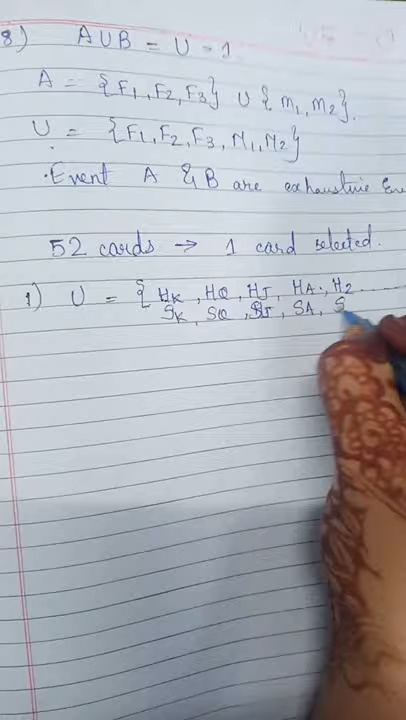 8) A∪B = U = 1
A = {F1, F2, F3} ∪ {M1, M2}.
U = {F1, F2, F3, M1, M2}
Event A & B are exhaustive
52 cards → 1 card selected.
1) U = { HK, HQ, HJ, HA, H2 .....
SK, SQ, SJ, SA, S